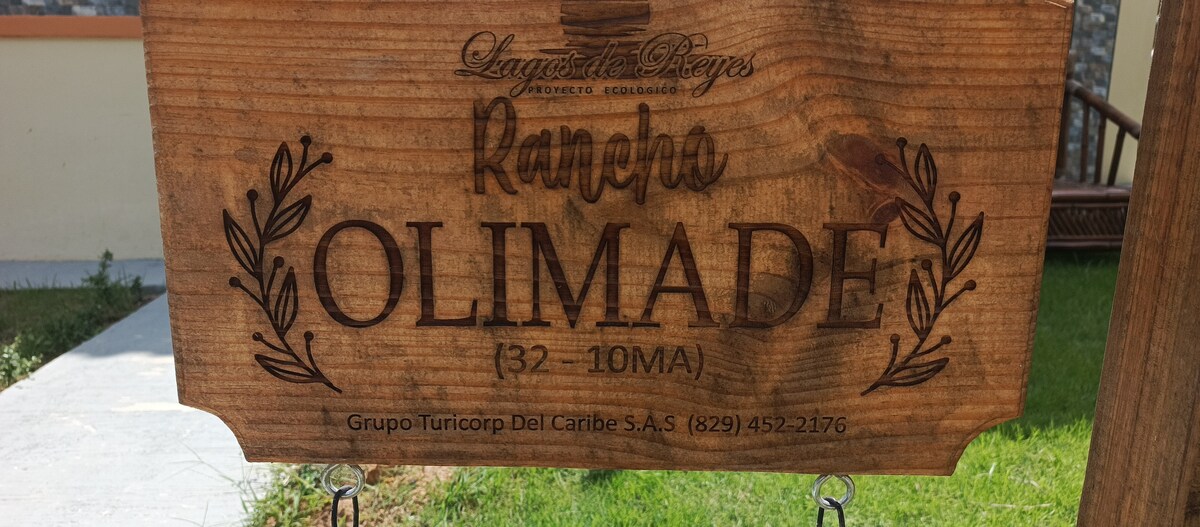 Lagos de Reyes
PROYECTO ECOLOGICO
Rancho
OLIMADE
(32 - 10MA)
Grupo Turicorp Del Caribe S.A.S (829) 452-2176